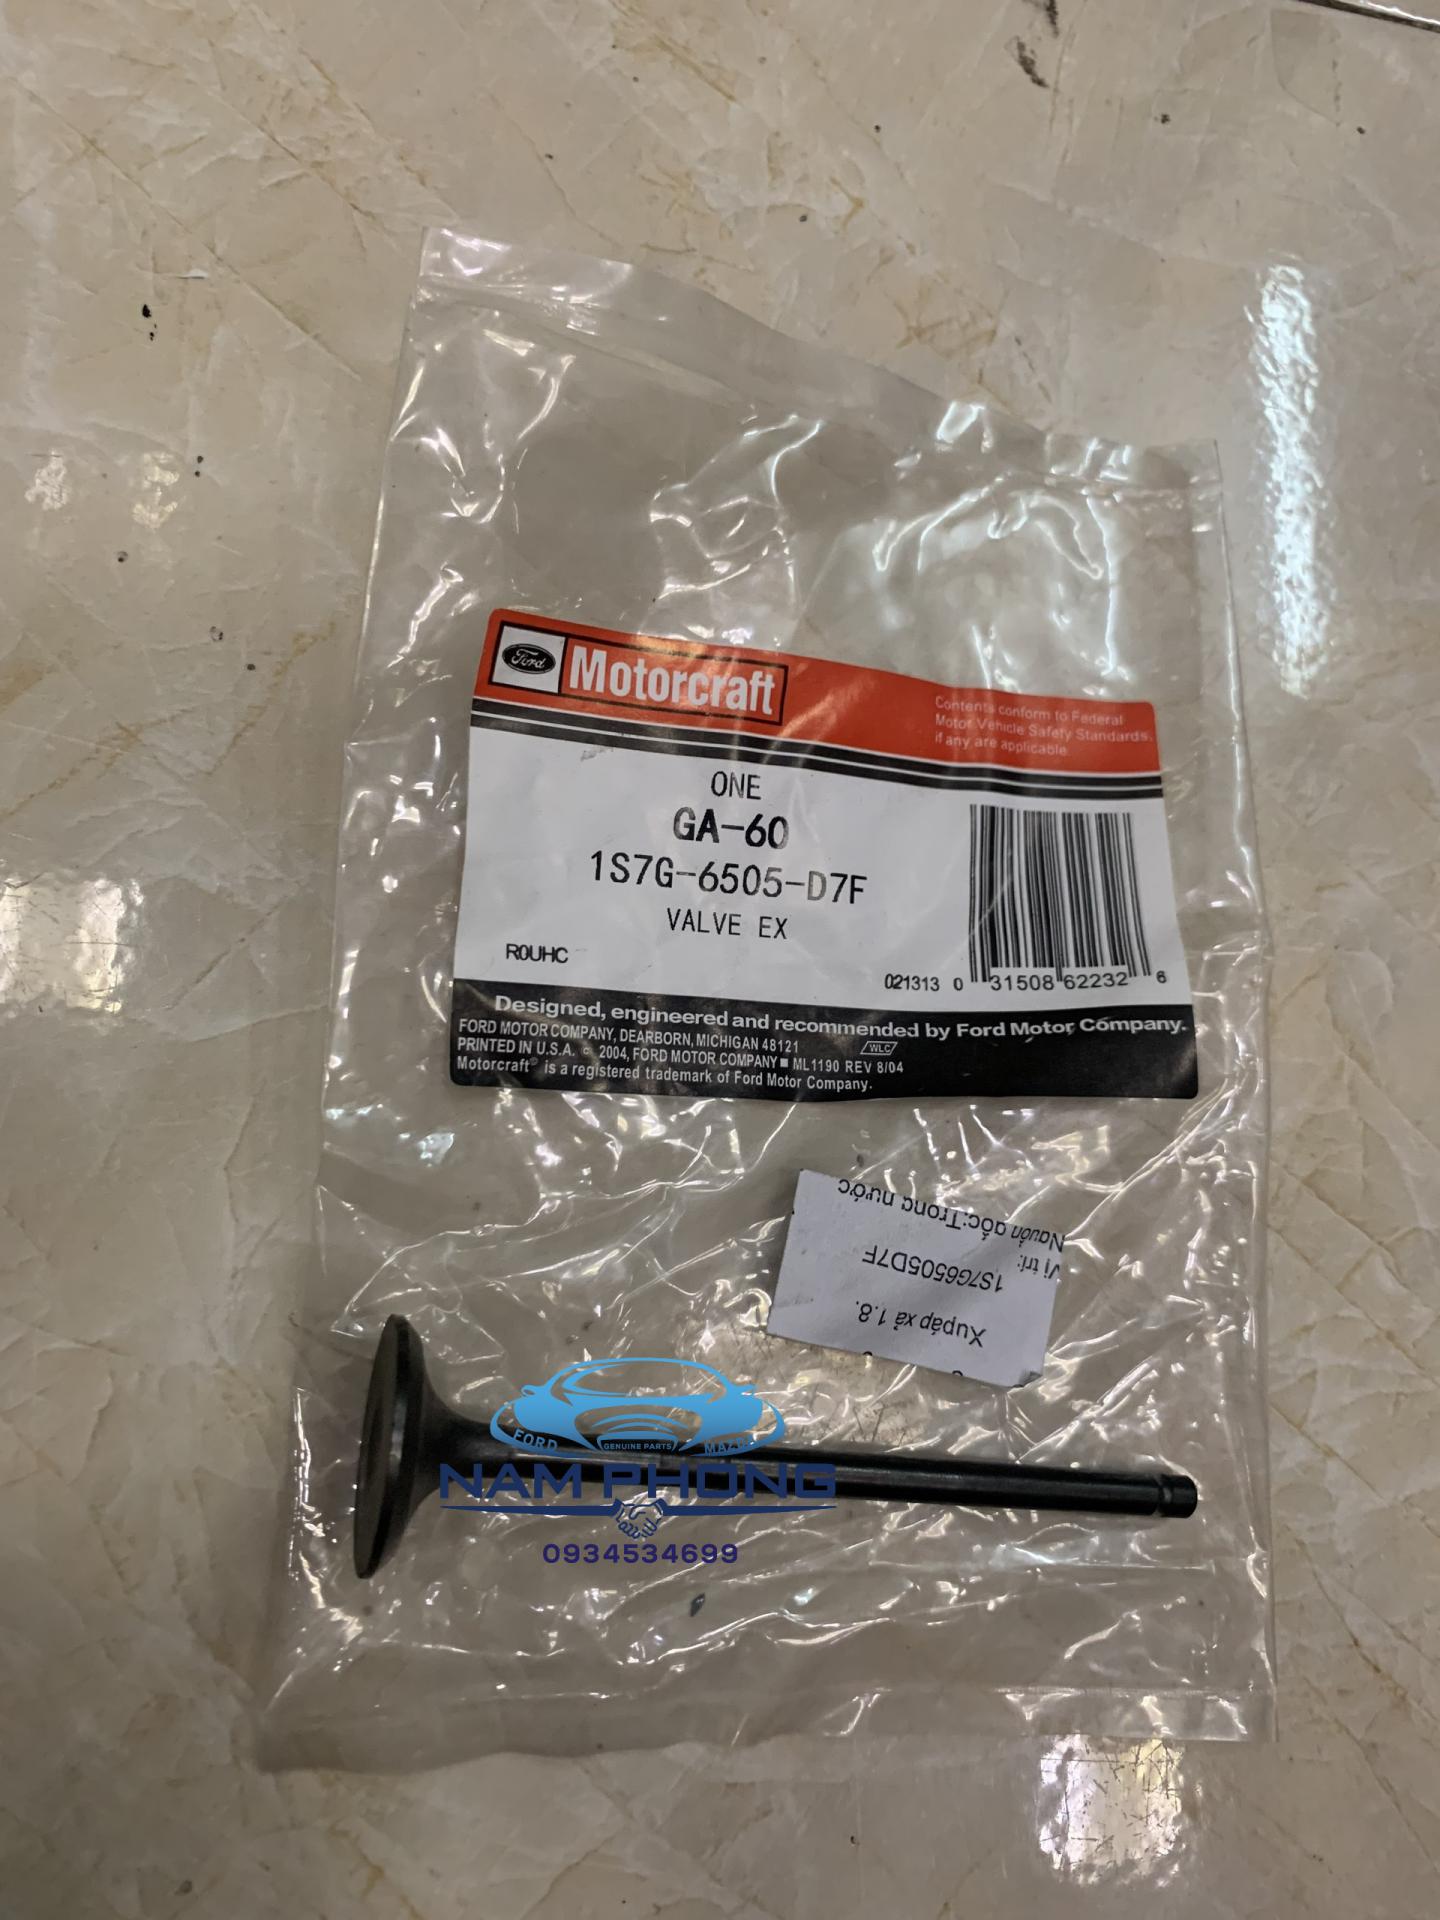 Ford
Motorcraft
Contents conform to Federal
Motor Vehicle Safety Standards,
if any are applicable
ONE
GA-60
1S7G-6505-D7F
VALVE EX
R0UHC
021313 0 31508 62232 6
Designed, engineered and recommended by Ford Motor Company.
FORD MOTOR COMPANY, DEARBORN, MICHIGAN 48121
WLC
PRINTED IN U.S.A. © 2004, FORD MOTOR COMPANY ■ ML1190 REV 8/04
Motorcraft® is a registered trademark of Ford Motor Company.
Xupáp xả 1.8.
1S7G6505D7F
Vị trí:
Nguồn gốc:Trong nước
FORD
GENUINE PARTS
MAZDA
NAM PHONG
0934534699